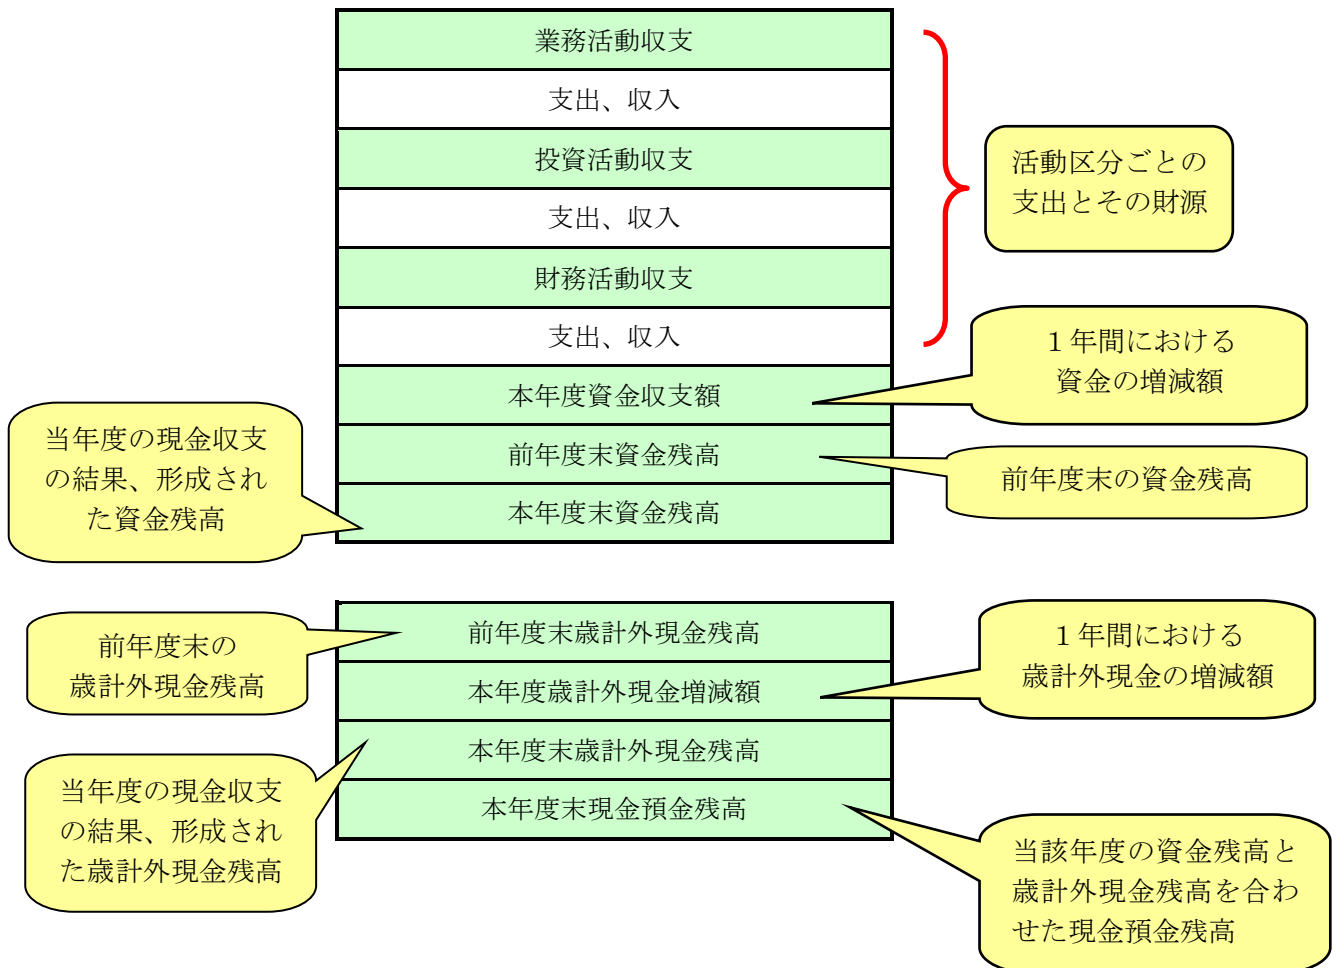 業務活動収支
支出、収入
投資活動収支
支出、収入
財務活動収支
支出、収入
本年度資金収支額
前年度末資金残高
本年度末資金残高
活動区分ごとの
支出とその財源
１年間における
資金の増減額
前年度末の資金残高
当年度の現金収支
の結果、形成され
た資金残高
前年度末歳計外現金残高
本年度歳計外現金増減額
本年度末歳計外現金残高
本年度末現金預金残高
前年度末の
歳計外現金残高
１年間における
歳計外現金の増減額
当年度の現金収支
の結果、形成され
た歳計外現金残高
当該年度の資金残高と
歳計外現金残高を合わ
せた現金預金残高